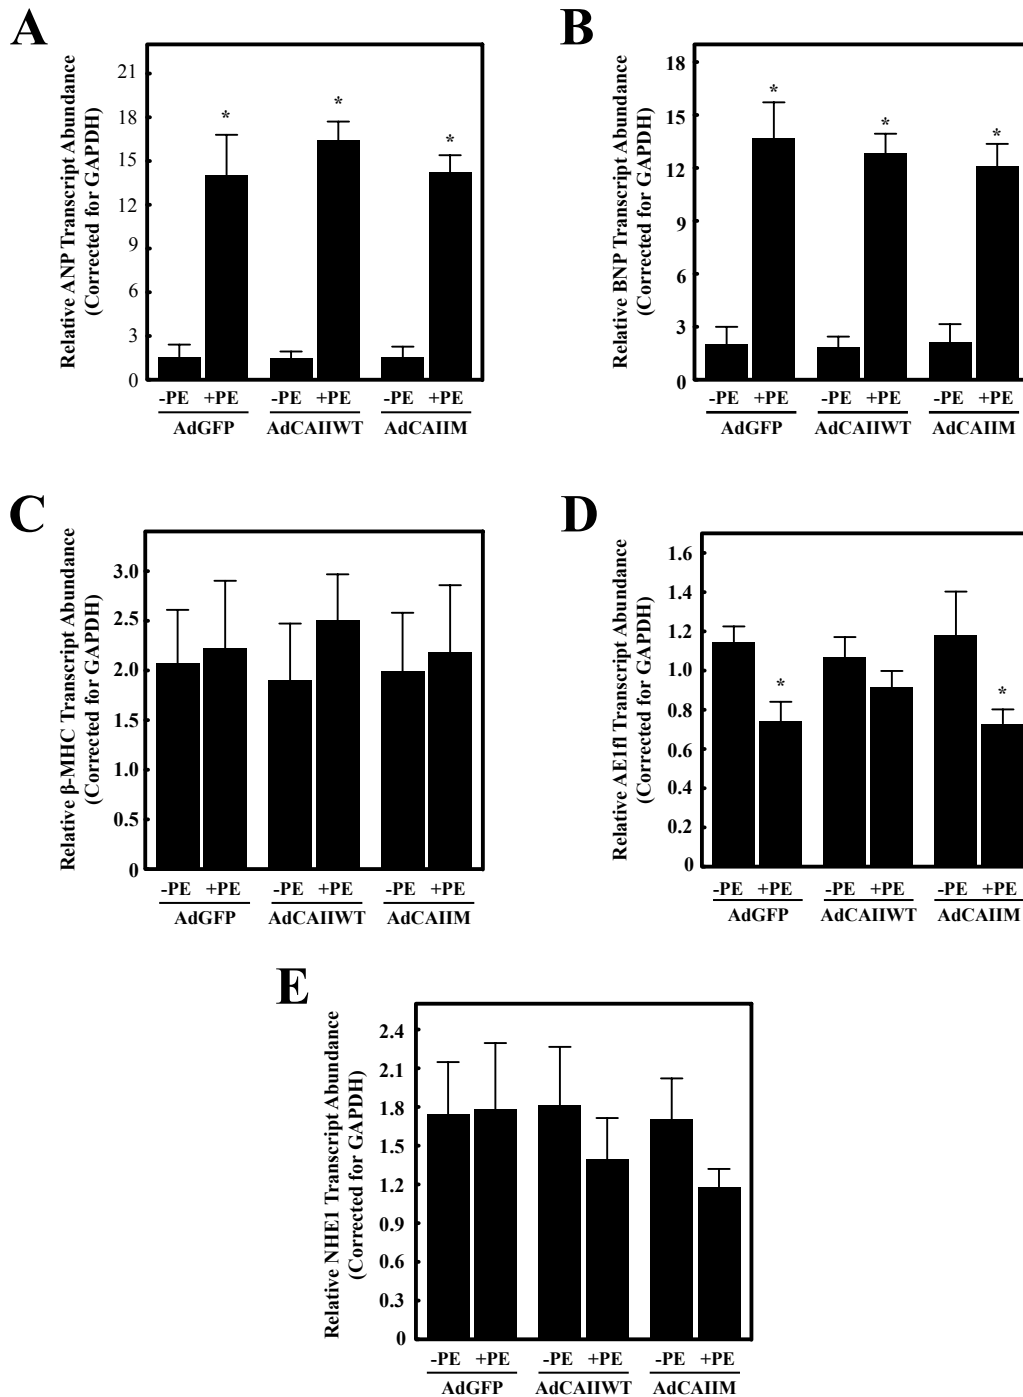 A
Relative ANP Transcript Abundance
(Corrected for GAPDH)
21
18
15
12
9
6
3
0
*
*
*
-PE +PE -PE +PE -PE +PE
AdGFP AdCAIIWT AdCAIIM
B
Relative BNP Transcript Abundance
(Corrected for GAPDH)
18
15
12
9
6
3
0
*
*
*
-PE +PE -PE +PE -PE +PE
AdGFP AdCAIIWT AdCAIIM
C
Relative β-MHC Transcript Abundance
(Corrected for GAPDH)
3.0
2.5
2.0
1.5
1.0
0.5
0
-PE +PE -PE +PE -PE +PE
AdGFP AdCAIIWT AdCAIIM
D
Relative AE1fl Transcript Abundance
(Corrected for GAPDH)
1.6
1.4
1.2
1.0
0.8
0.6
0.4
0.2
0
*
*
-PE +PE -PE +PE -PE +PE
AdGFP AdCAIIWT AdCAIIM
E
Relative NHE1 Transcript Abundance
(Corrected for GAPDH)
2.4
2.1
1.8
1.5
1.2
0.9
0.6
0.3
0
-PE +PE -PE +PE -PE +PE
AdGFP AdCAIIWT AdCAIIM